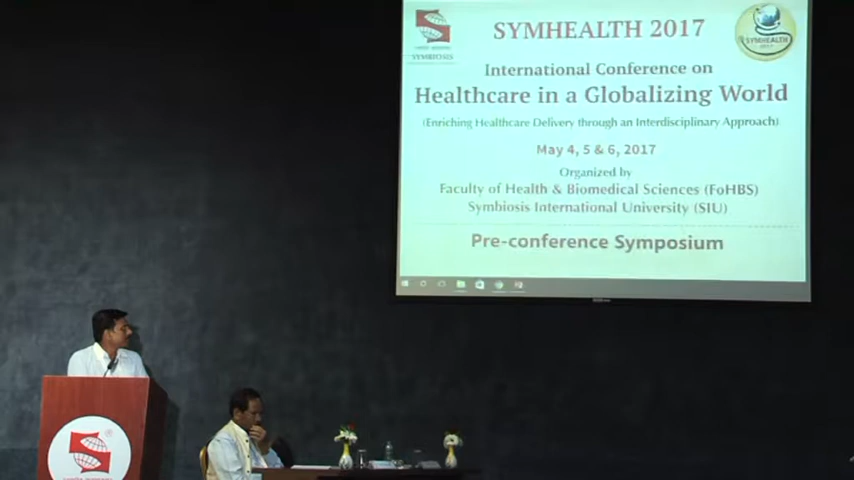 SYMHEALTH 2017
SYMBIOSIS
SYMHEALTH
2017
International Conference on
Healthcare in a Globalizing World
(Enriching Healthcare Delivery through an Interdisciplinary Approach)
May 4, 5 & 6, 2017
Organized by
Faculty of Health & Biomedical Sciences (FoHBS)
Symbiosis International University (SIU)
Pre-conference Symposium